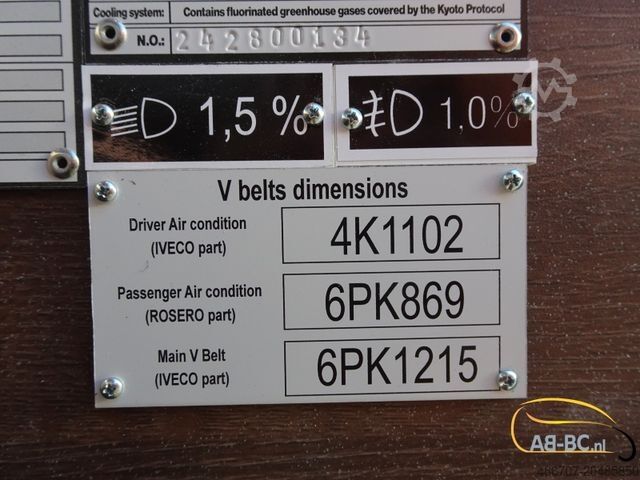 Cooling system: Contains fluorinated greenhouse gases covered by the Kyoto Protocol
N.O.: 242800134
1,5 % 1,0%
V belts dimensions
Driver Air condition
(IVECO part)
4K1102
Passenger Air condition
(ROSERO part)
6PK869
Main V Belt
(IVECO part)
6PK1215
AB-BC.nl